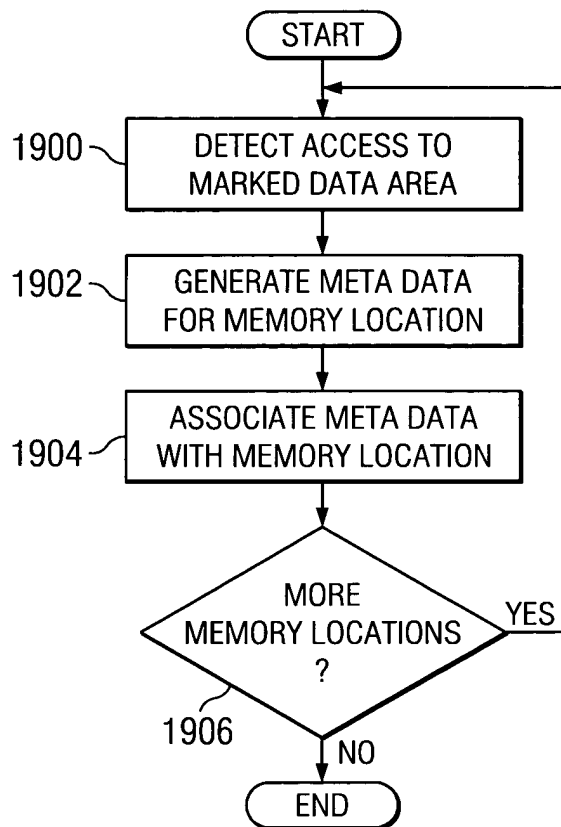 START
1900
DETECT ACCESS TO
MARKED DATA AREA
1902
GENERATE META DATA
FOR MEMORY LOCATION
1904
ASSOCIATE META DATA
WITH MEMORY LOCATION
MORE
MEMORY LOCATIONS
?
YES
1906
NO
END